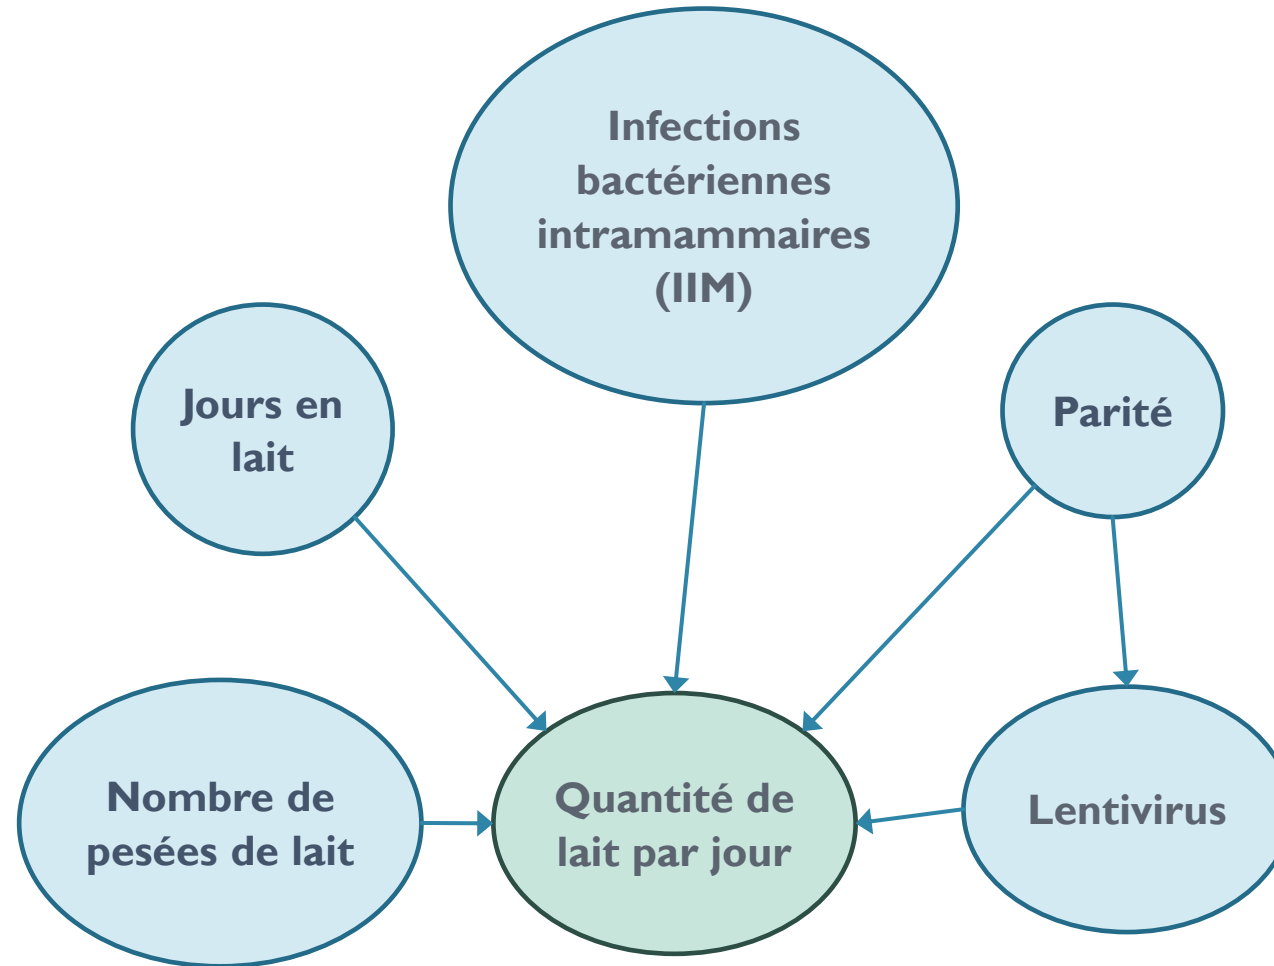 Infections
bactériennes
intramammaires
(IIM)
Jours en
lait
Parité
Nombre de
pesées de lait
Quantité de
lait par jour
Lentivirus